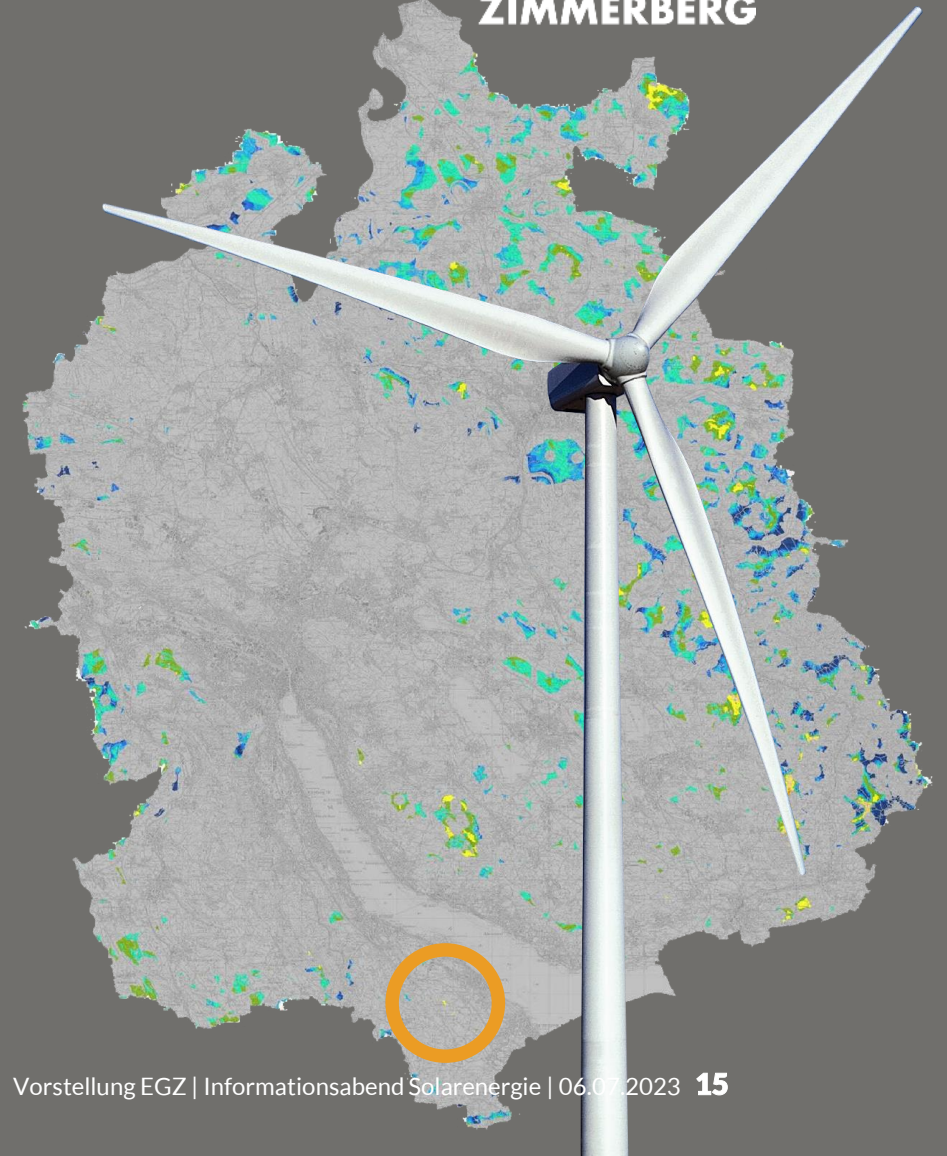 ZIMMERBERG
Vorstellung EGZ | Informationsabend Solarenergie | 06.07.2023 15